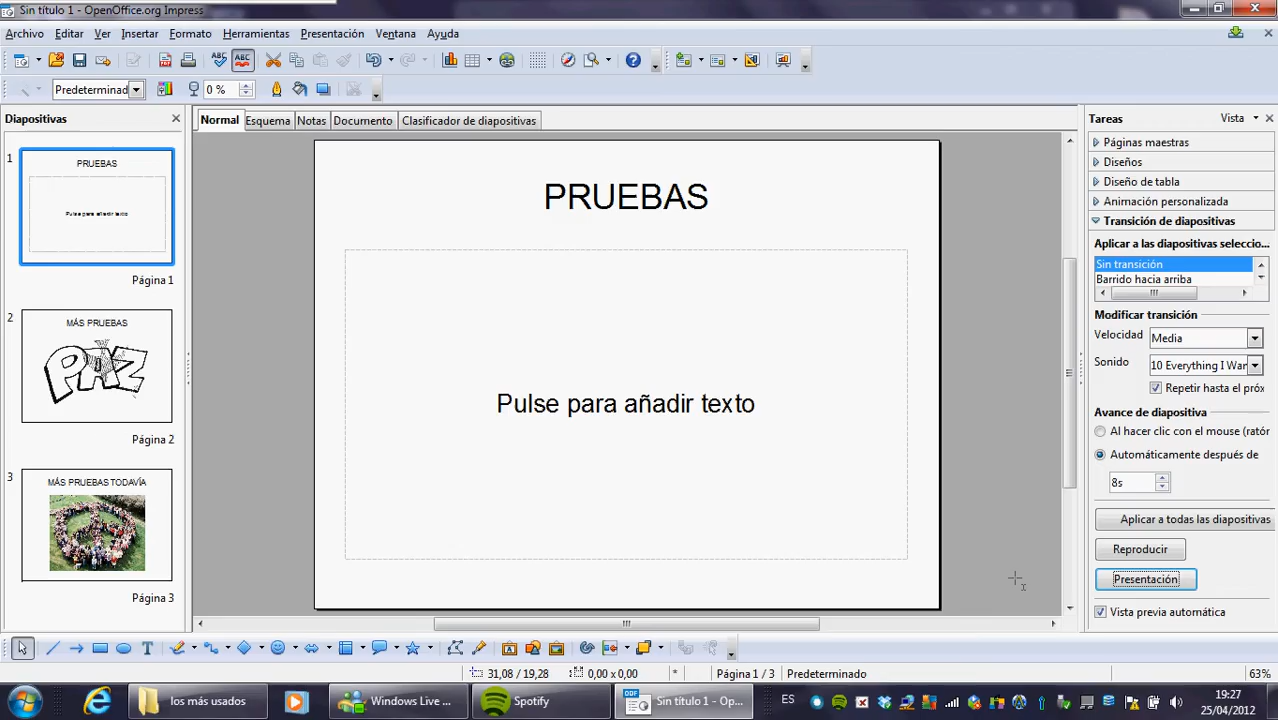 Sin título 1 - OpenOffice.org Impress
Archivo Editar Ver Insertar Formato Herramientas Presentación Ventana Ayuda
Predeterminad 0 %
Diapositivas
Normal Esquema Notas Documento Clasificador de diapositivas
Tareas Vista
1
PRUEBAS
Pulse para añadir texto
Página 1
2
MÁS PRUEBAS
PAZ
Página 2
3
MÁS PRUEBAS TODAVÍA
Página 3
PRUEBAS
Pulse para añadir texto
Páginas maestras
Diseños
Diseño de tabla
Animación personalizada
Transición de diapositivas
Aplicar a las diapositivas seleccio...
Sin transición
Barrido hacia arriba
Modificar transición
Velocidad Media
Sonido 10 Everything I War
Repetir hasta el próx
Avance de diapositiva
Al hacer clic con el mouse (ratór
Automáticamente después de
8s
Aplicar a todas las diapositivas
Reproducir
Presentación
Vista previa automática
31,08 / 19,28 0,00 x 0,00 * Página 1 / 3 Predeterminado 63%
los más usados Windows Live ... Spotify Sin título 1 - Op... ES 19:27
25/04/2012